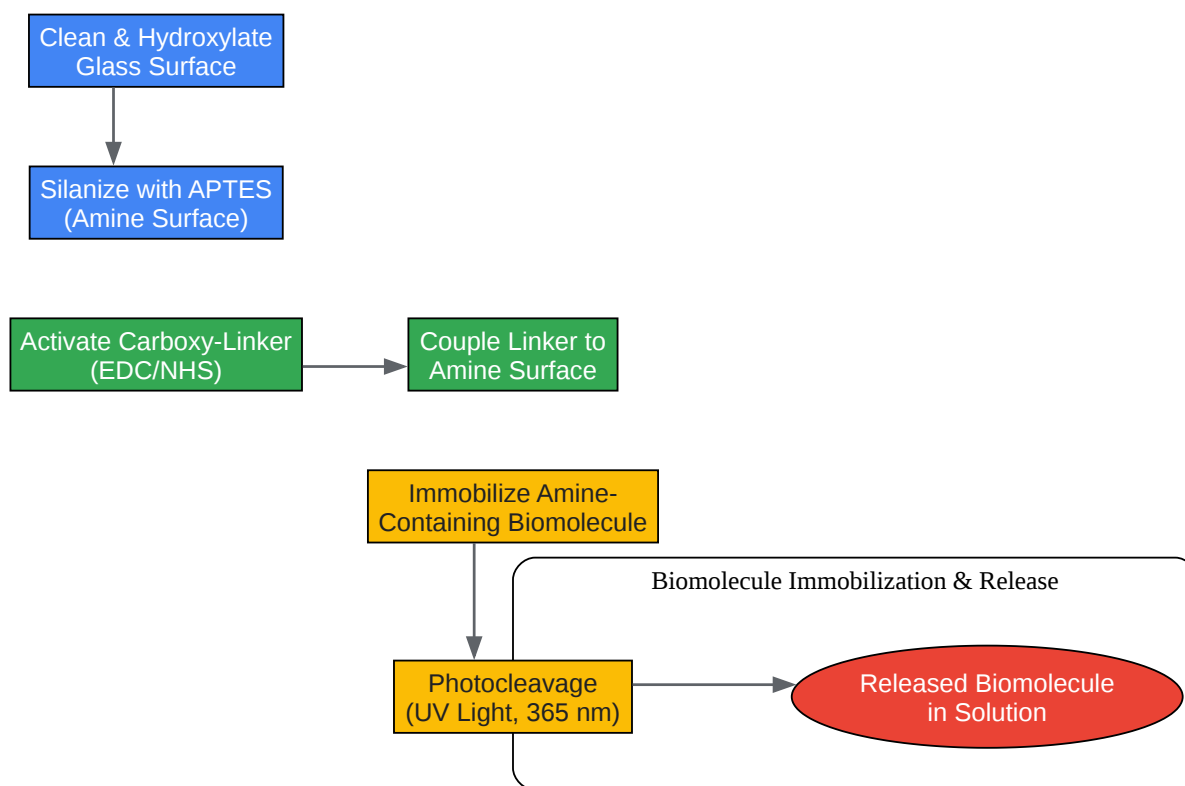 Clean & Hydroxylate
Glass Surface
Silanize with APTES
(Amine Surface)
Activate Carboxy-Linker
(EDC/NHS)
Couple Linker to
Amine Surface
Immobilize Amine-
Containing Biomolecule
Biomolecule Immobilization & Release
Photocleavage
(UV Light, 365 nm)
Released Biomolecule
in Solution